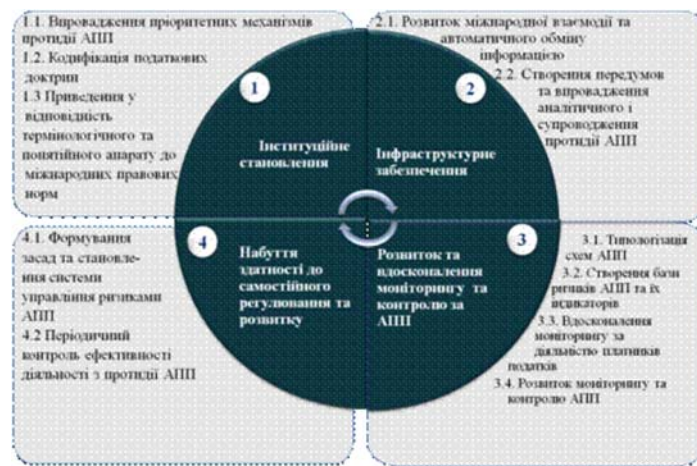 1.1. Впровадження пріоритетних механізмів
протидії АПП
1.2. Кодифікація податкових
доктрин
1.3 Приведення у
відповідність
термінологічного та
понятійного апарату до
міжнародних правових
норм
2.1. Розвиток міжнародної взаємодії та
автоматичного обміну
інформацією
2.2. Створення передумов
та впровадження
аналітичного і
супроводження
протидії АПП
1
Інституційне
становлення
2
Інфраструктурне
забезпечення
4
Набуття
здатності до
самостійного
регулювання та
розвитку
3
Розвиток та
вдосконалення
моніторингу та
контролю за
АПП
4.1. Формування
засад та становле-
ння системи
управління ризиками
АПП
4.2 Періодичний
контроль ефективності
діяльності з протидії АПП
3.1. Типологізація
схем АПП
3.2. Створення бази
ризиків АПП та їх
індикаторів
3.3. Вдосконалення
моніторингу за
діяльністю платників
податків
3.4. Розвиток моніторингу та
контролю АПП